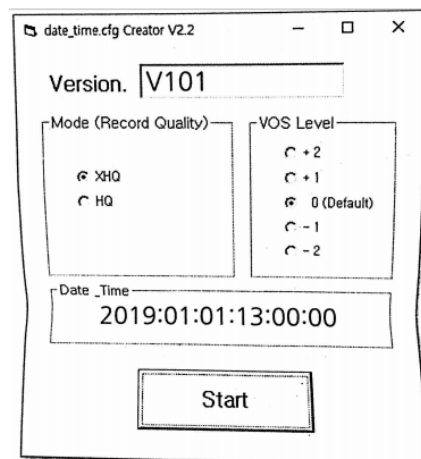 date_time.cfg Creator V2.2
Version. V101
Mode (Record Quality)
XHQ
HQ
VOS Level
+ 2
+ 1
0 (Default)
- 1
- 2
Date _Time
2019:01:01:13:00:00
Start